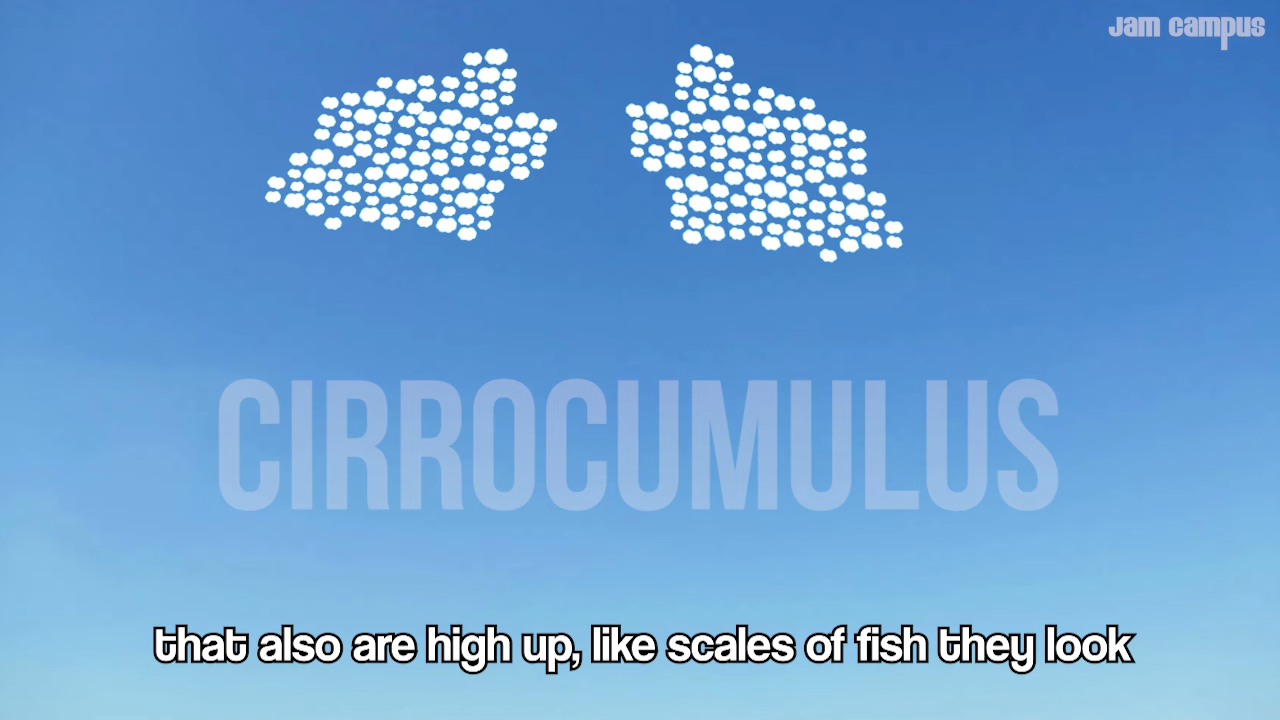 Jam campus
CIRROCUMULUS
that also are high up, like scales of fish they look